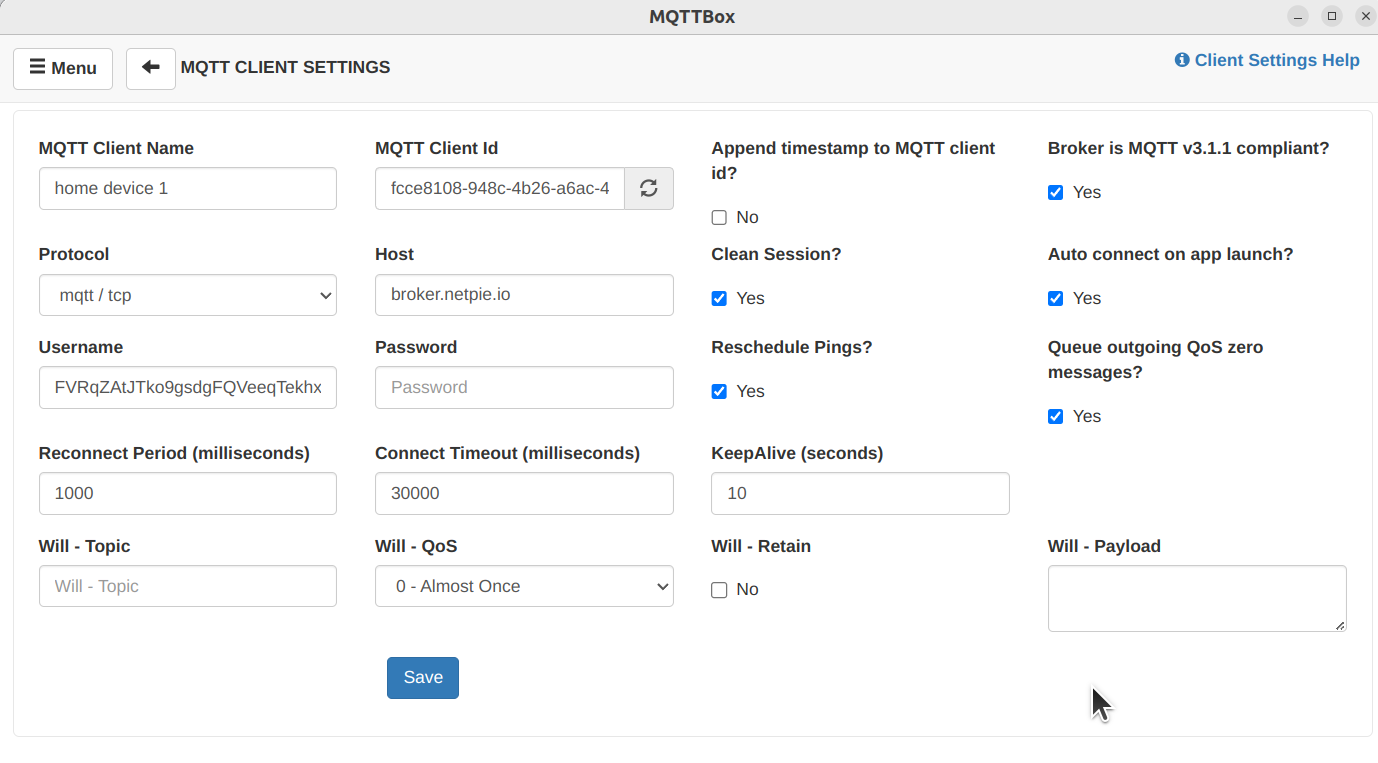 MQTTBox
Menu
MQTT CLIENT SETTINGS
Client Settings Help
MQTT Client Name
MQTT Client Id
Append timestamp to MQTT client
id?
Broker is MQTT v3.1.1 compliant?
home device 1
fcce8108-948c-4b26-a6ac-4
No
Yes
Protocol
Host
Clean Session?
Auto connect on app launch?
mqtt / tcp
broker.netpie.io
Yes
Yes
Username
Password
Reschedule Pings?
Queue outgoing QoS zero
messages?
FVRqZAtJTko9gsdgFQVeeqTekhx
Password
Yes
Yes
Reconnect Period (milliseconds)
Connect Timeout (milliseconds)
KeepAlive (seconds)
1000
30000
10
Will - Topic
Will - QoS
Will - Retain
Will - Payload
Will - Topic
0 - Almost Once
No
Save